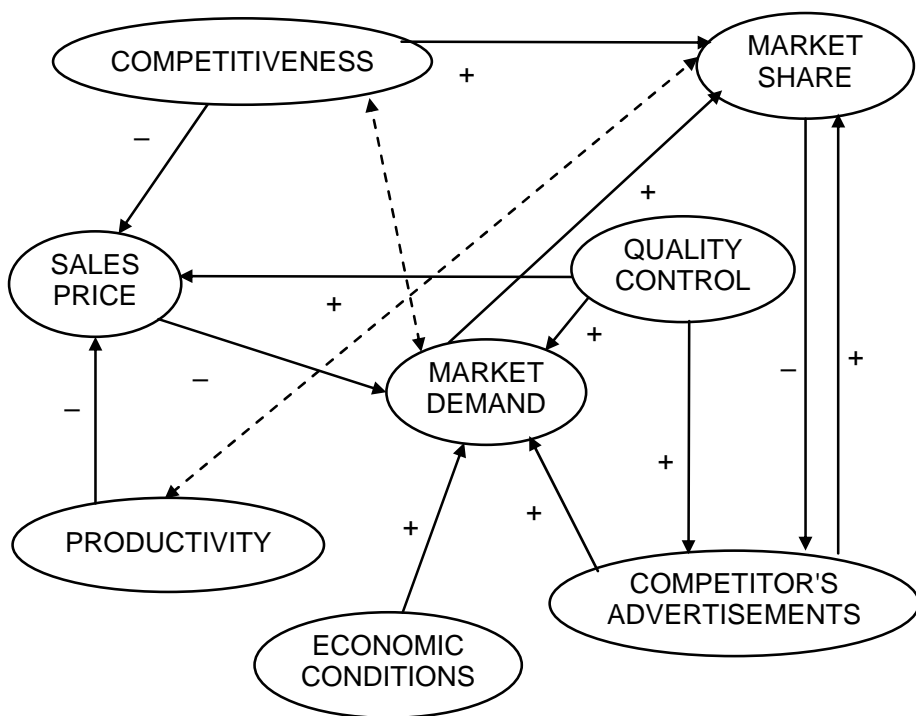 COMPETITIVENESS
MARKET
SHARE
+
–
+
QUALITY
CONTROL
SALES
PRICE
+
+
–
MARKET
DEMAND
–
+
–
+
+
+
PRODUCTIVITY
COMPETITOR'S
ADVERTISEMENTS
ECONOMIC
CONDITIONS